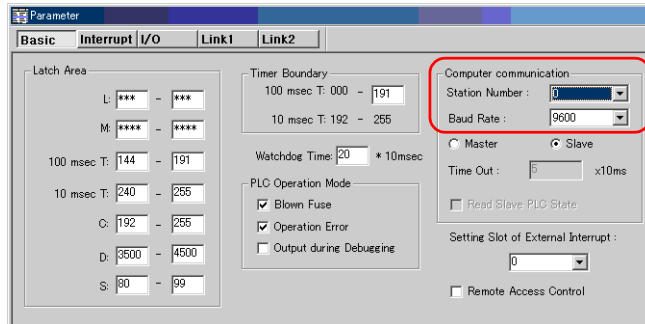 Parameter
Basic Interrupt I/O Link1 Link2
Latch Area
L: *** - ***
M: **** - ****
100 msec T: 144 - 191
10 msec T: 240 - 255
C: 192 - 255
D: 3500 - 4500
S: 80 - 99
Timer Boundary
100 msec T: 000 - 191
10 msec T: 192 - 255
Watchdog Time: 20 * 10msec
PLC Operation Mode
Blown Fuse
Operation Error
Output during Debugging
Computer communication
Station Number : 0
Baud Rate : 9600
Master Slave
Time Out : 5 x10ms
Read Slave PLC State
Setting Slot of External Interrupt :
0
Remote Access Control